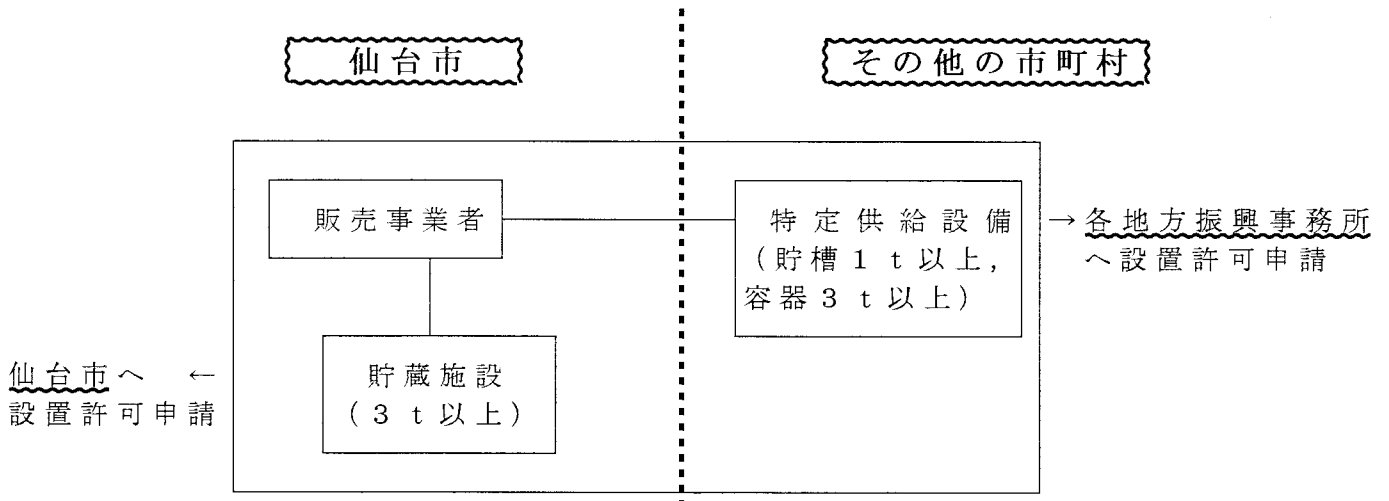 仙台市
その他の市町村
販売事業者
特定供給設備
(貯槽1t以上,
容器3t以上)
→各地方振興事務所
へ設置許可申請
貯蔵施設
(3t以上)
仙台市へ ←
設置許可申請